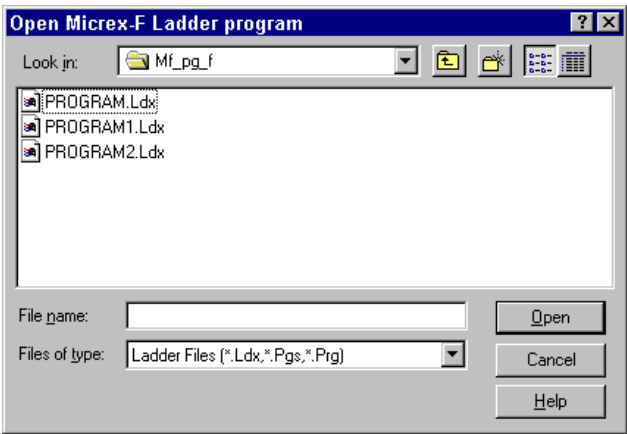 Open Micrex-F Ladder program
Look in: Mf_pg_f
PROGRAM.Ldx
PROGRAM1.Ldx
PROGRAM2.Ldx
File name: Open
Files of type: Ladder Files (*.Ldx,*.Pgs,*.Prg) Cancel
Help